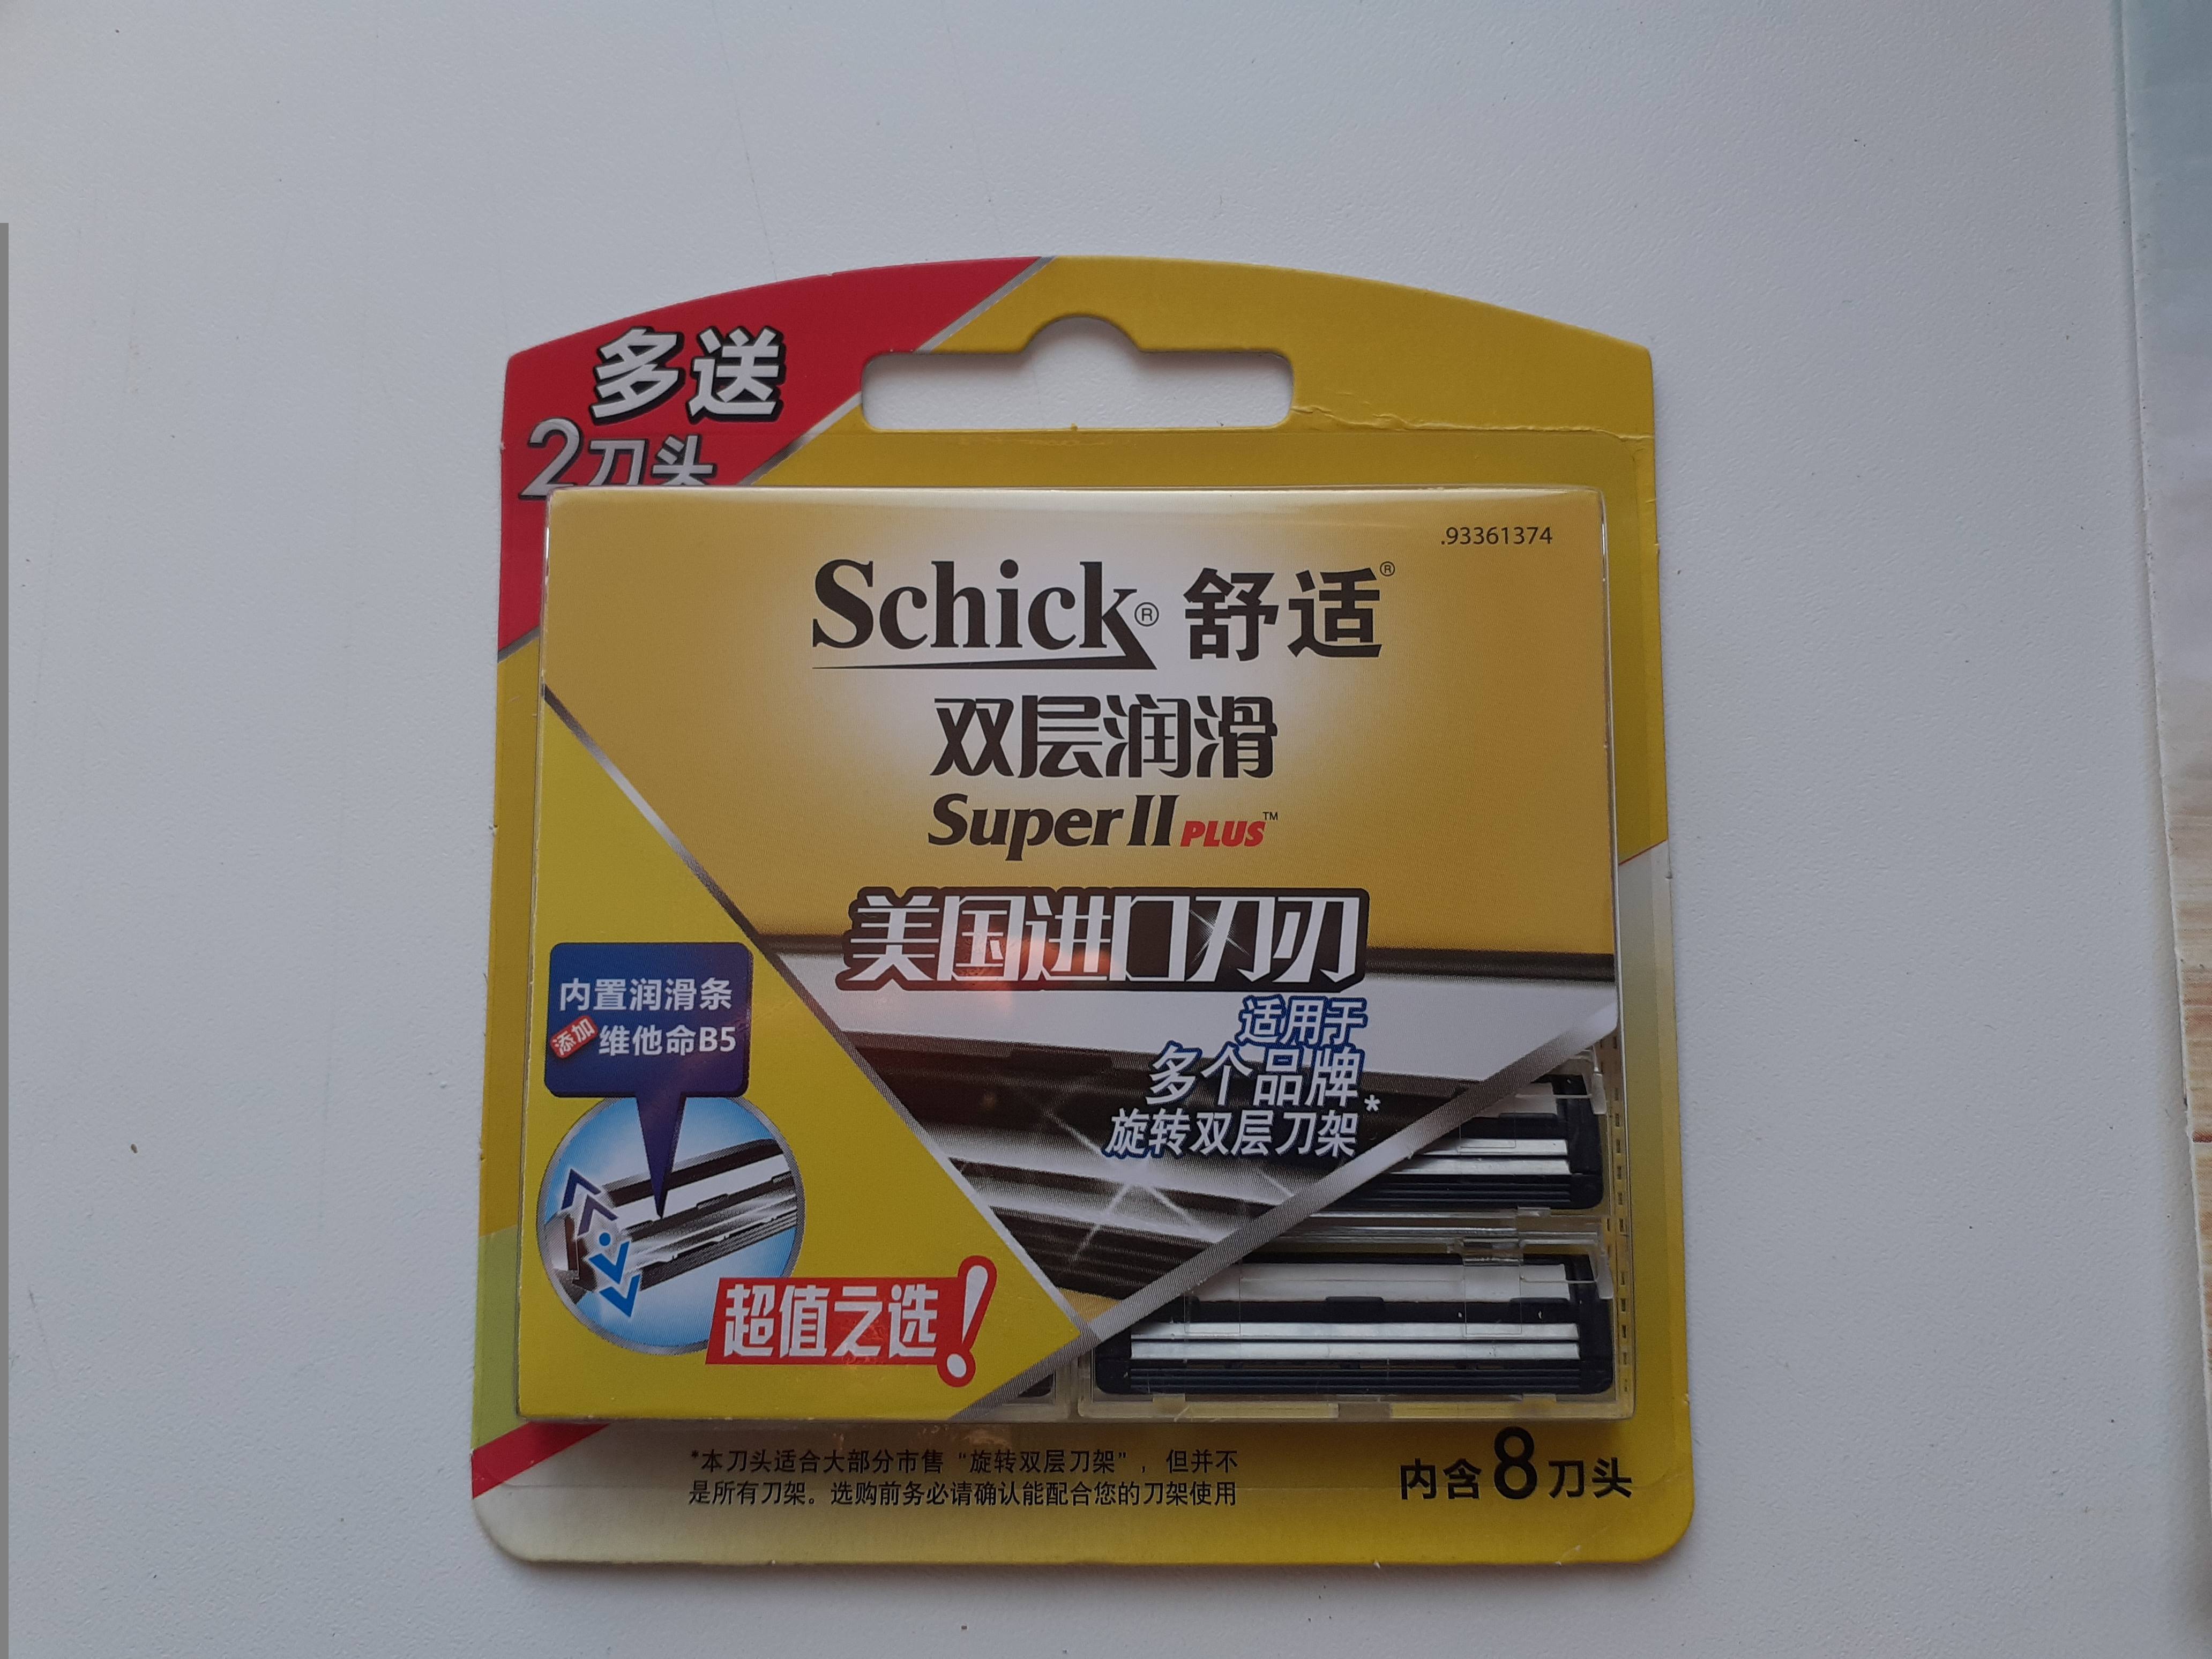 多送
2刀头
.93361374
Schick® 舒适®
双层润滑
Super II PLUS™
美国进口刀刃
适用于
多个品牌
旋转双层刀架*
内置润滑条
添加 维他命B5
超值之选!
*本刀头适合大部分市售“旋转双层刀架”，但并不
是所有刀架。选购前务必请确认能配合您的刀架使用
内含8刀头